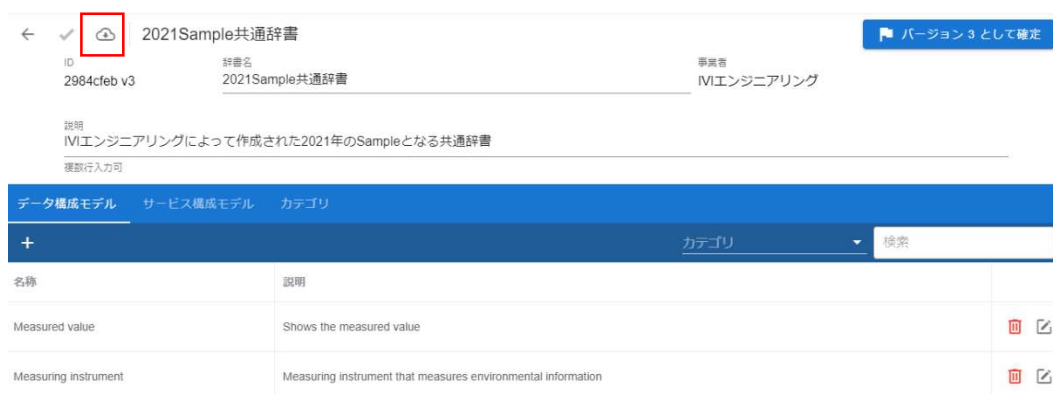 2021Sample共通辞書
バージョン 3 として確定
ID 辞書名 事業者
2984cfeb v3 2021Sample共通辞書 IVIエンジニアリング
説明
IVIエンジニアリングによって作成された2021年のSampleとなる共通辞書
複数行入力可
データ構成モデル サービス構成モデル カテゴリ
カテゴリ 検索
名称 説明
Measured value Shows the measured value
Measuring instrument Measuring instrument that measures environmental information